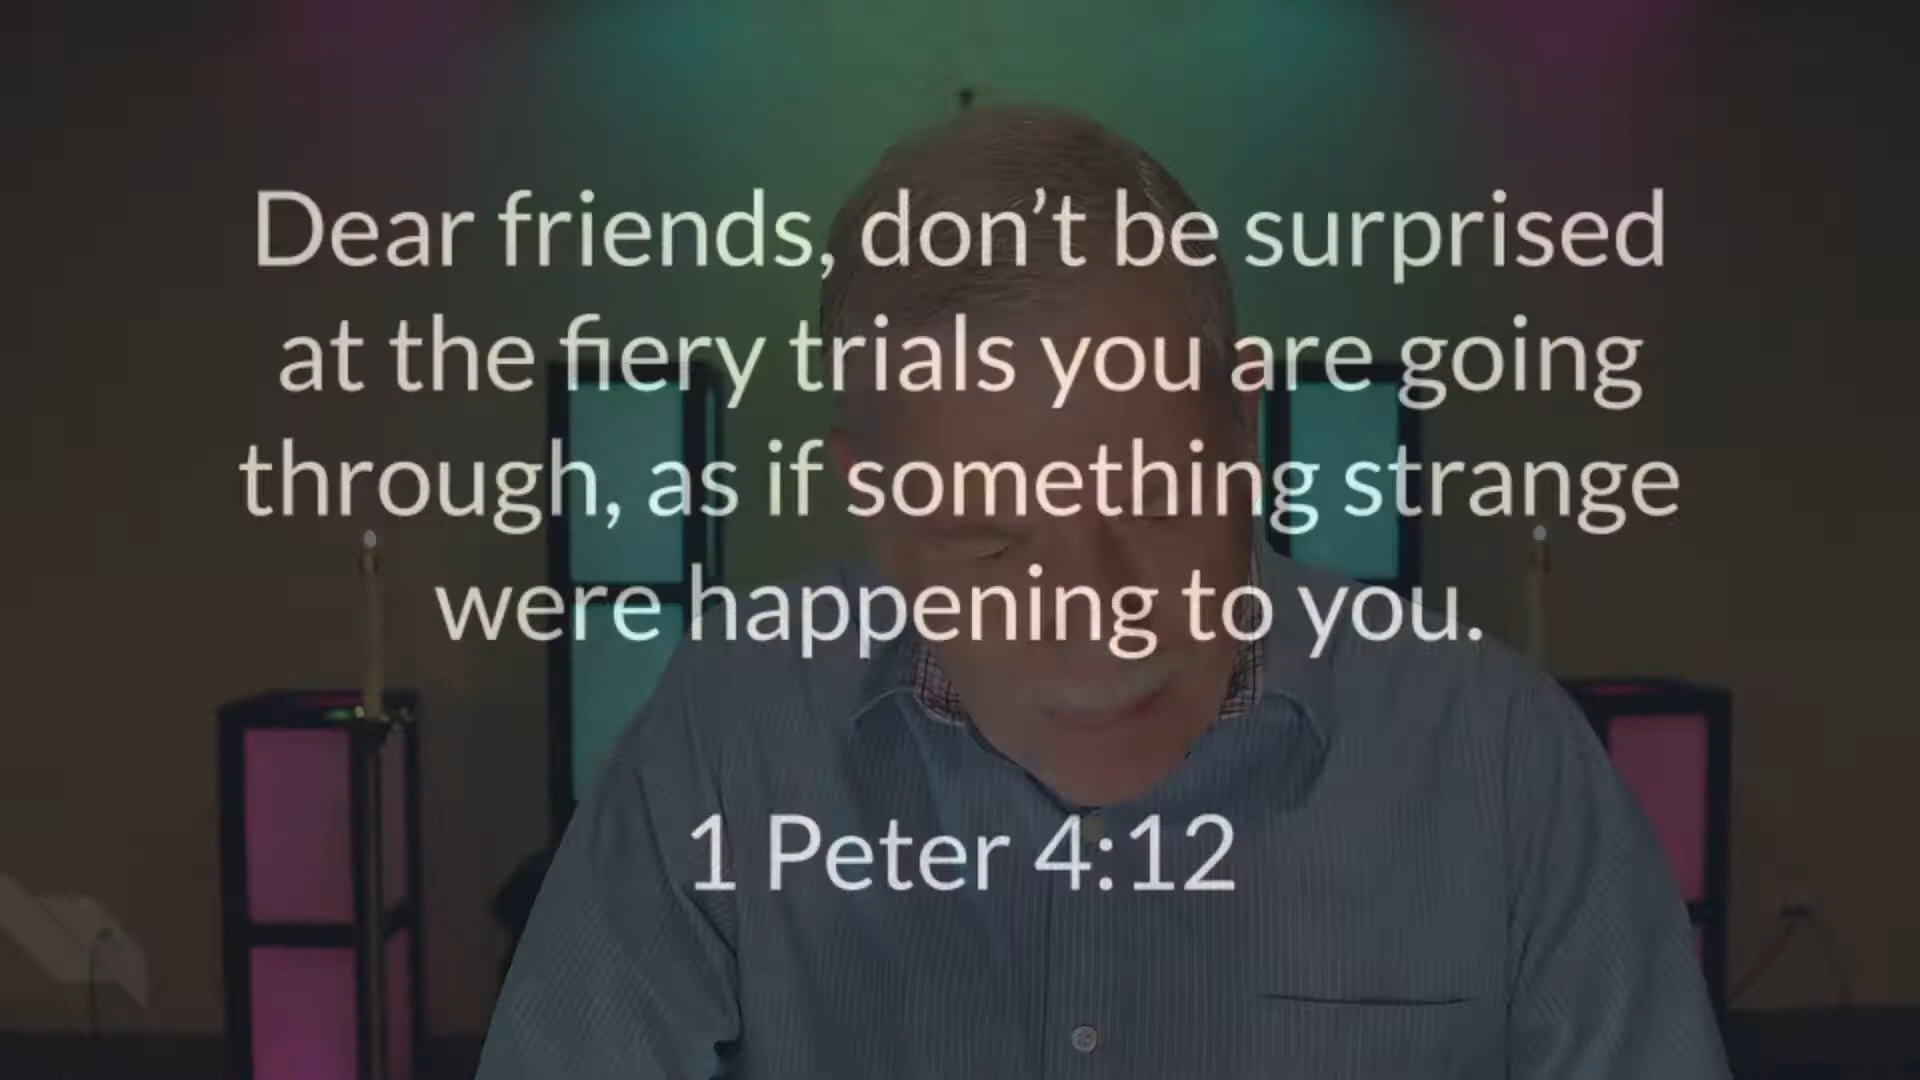 Dear friends, don’t be surprised
at the fiery trials you are going
through, as if something strange
were happening to you.
1 Peter 4:12